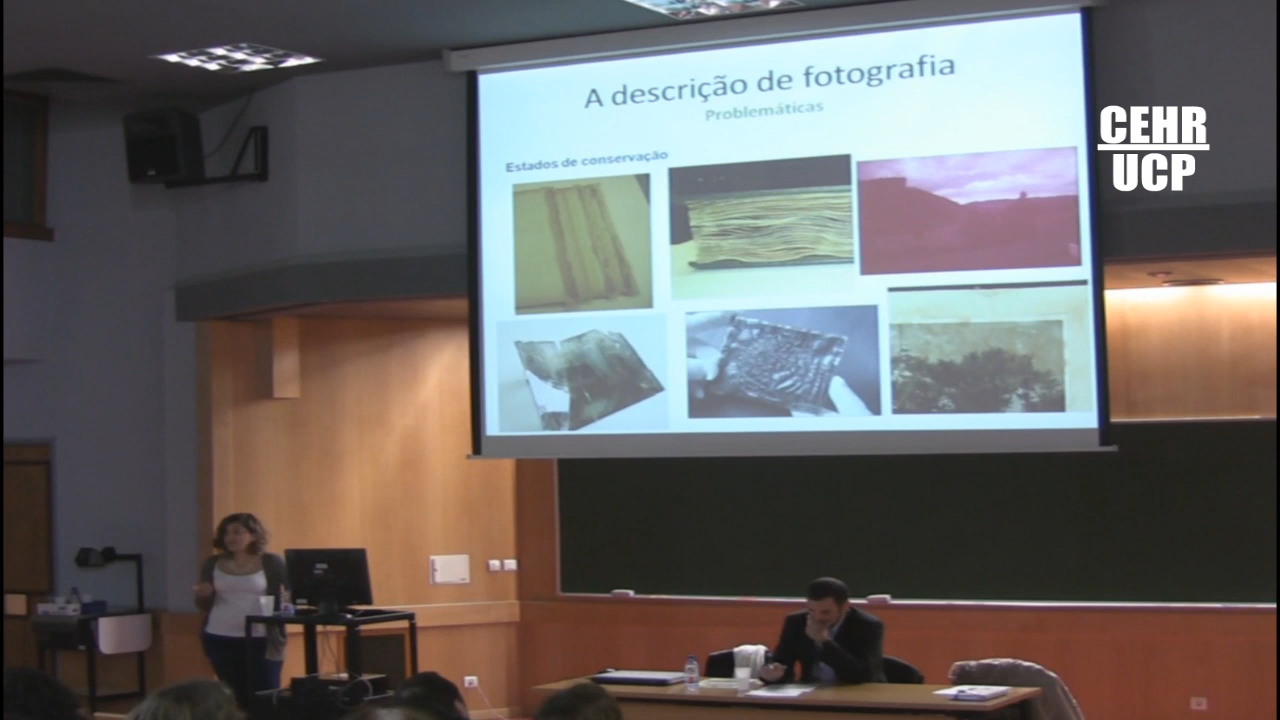 A descrição de fotografia
Problemáticas
Estados de conservação
CEHR
UCP